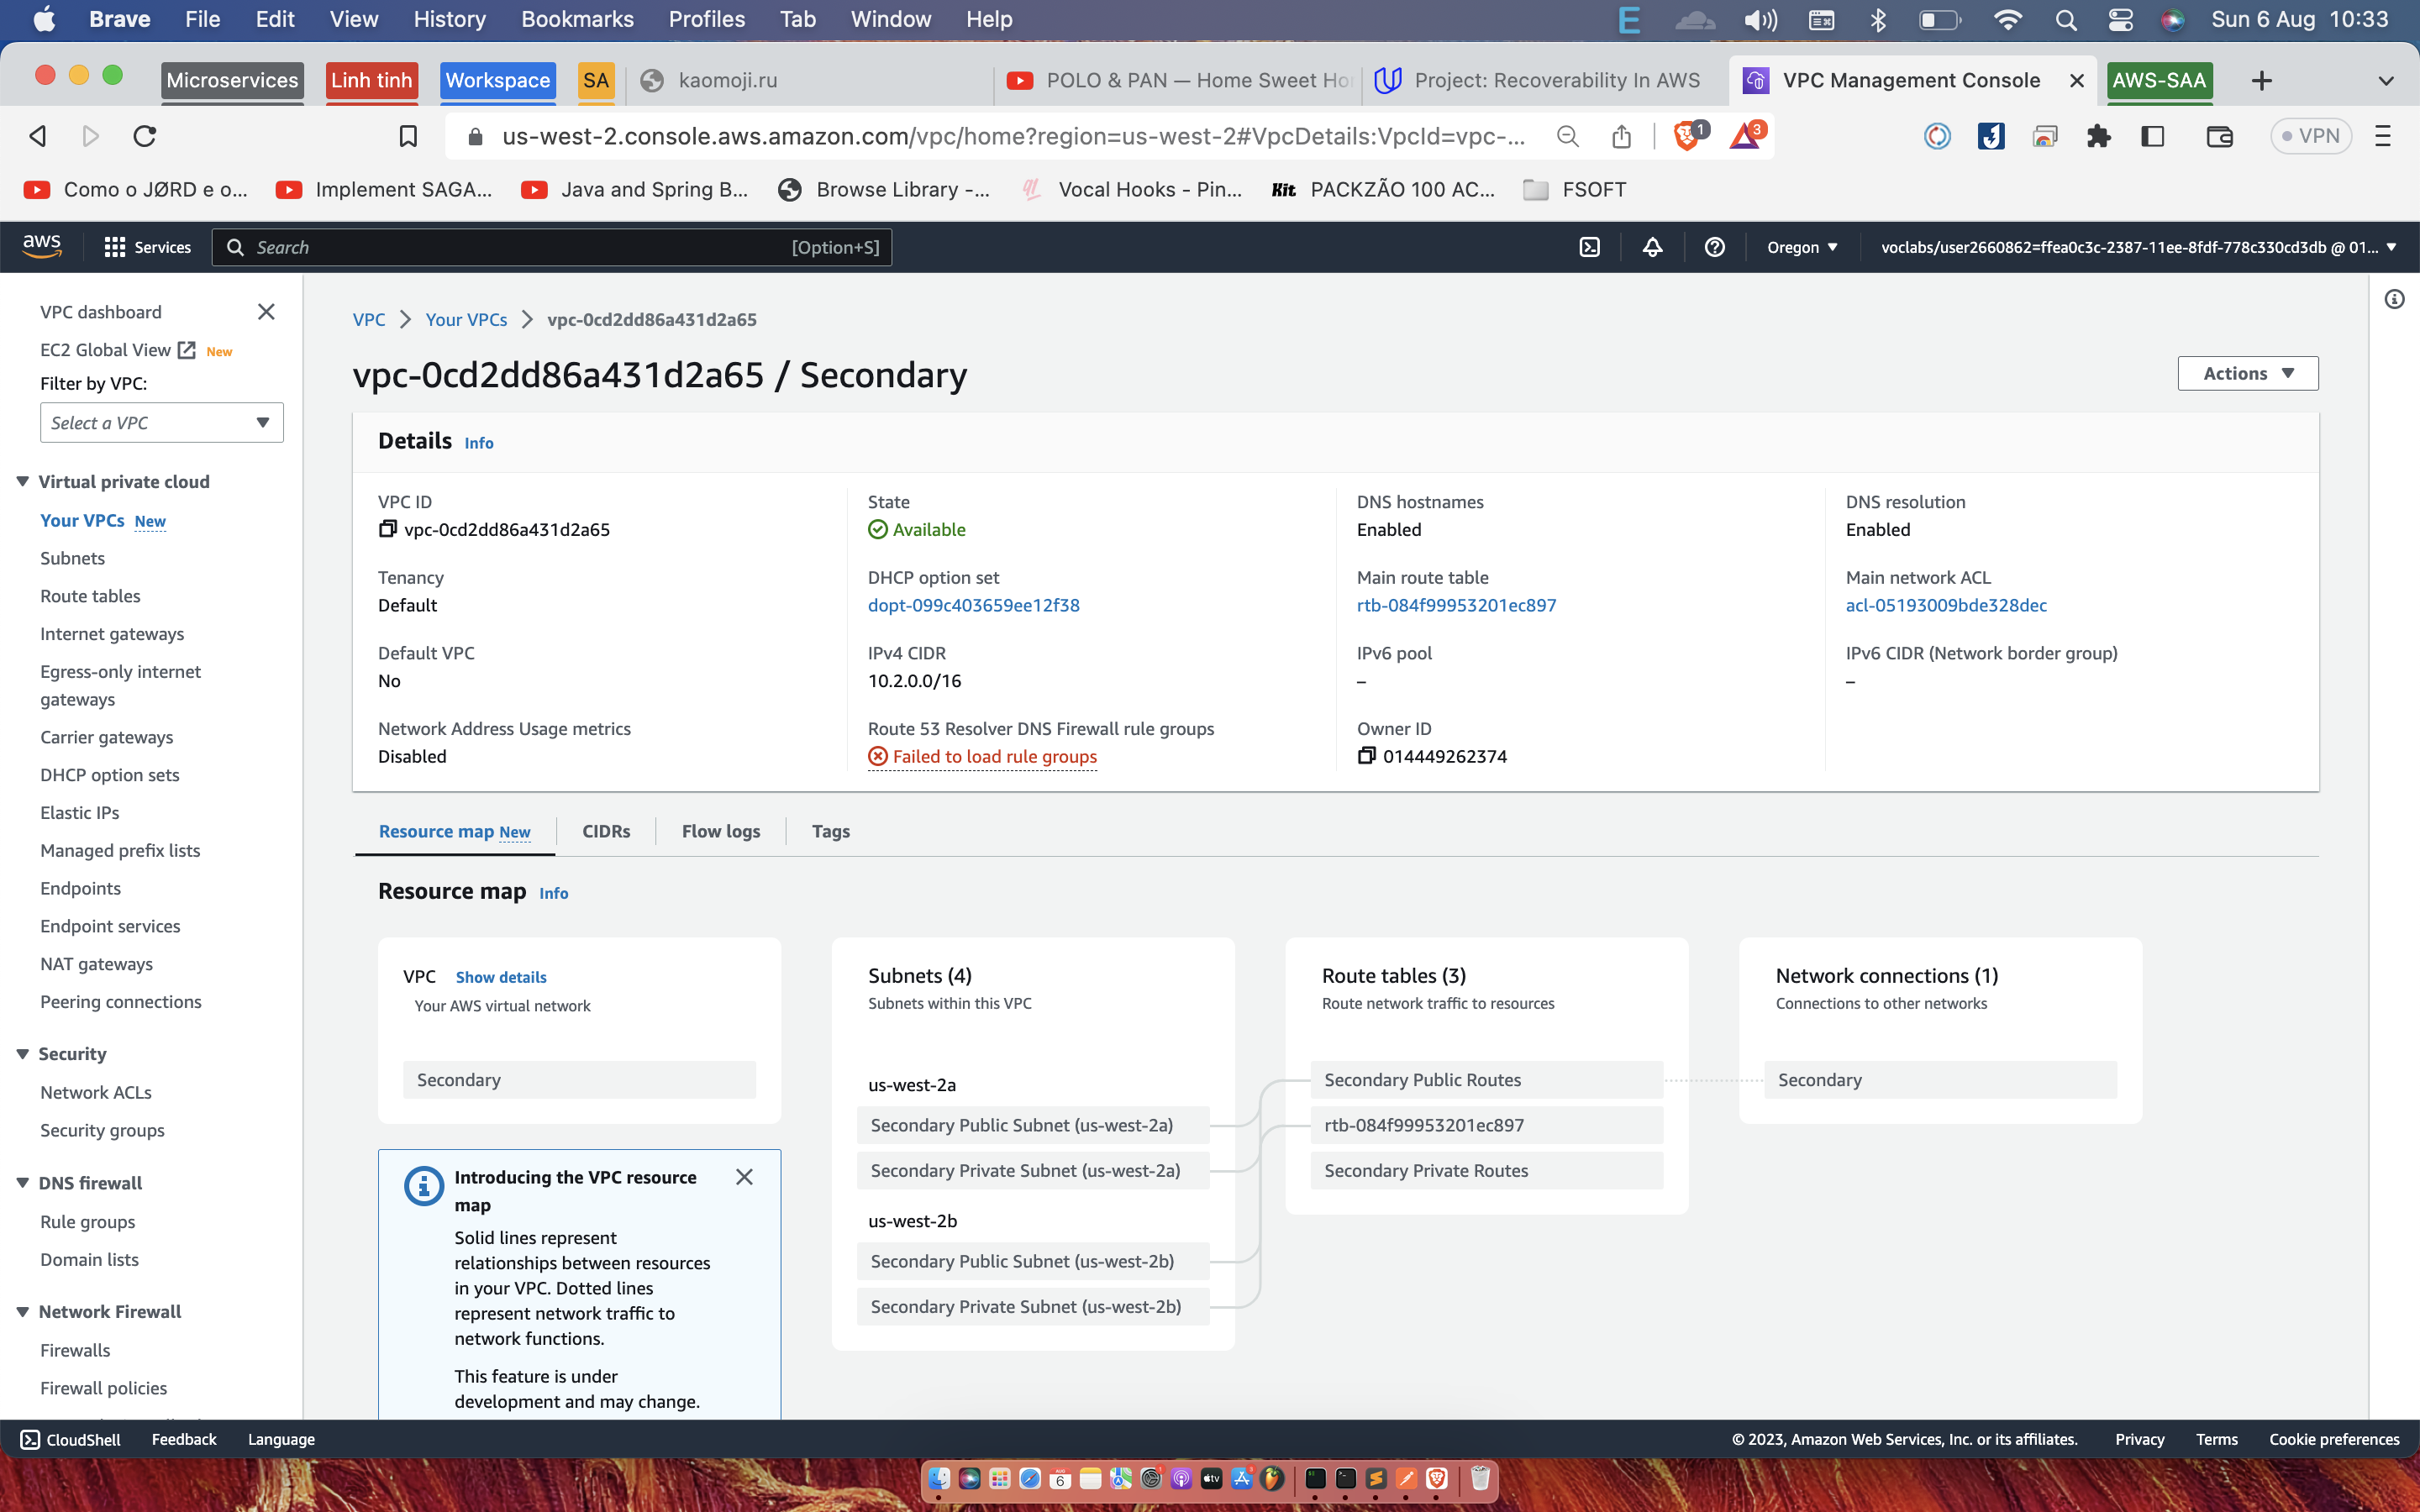 Brave File Edit View History Bookmarks Profiles Tab Window Help Sun 6 Aug 10:33
Microservices Linh tinh Workspace SA kaomoji.ru POLO & PAN — Home Sweet Ho Project: Recoverability In AWS VPC Management Console AWS-SAA
us-west-2.console.aws.amazon.com/vpc/home?region=us-west-2#VpcDetails:VpcId=vpc-... 1 3 VPN
Como o JØRD e o... Implement SAGA... Java and Spring B... Browse Library -... Vocal Hooks - Pin... Kit PACKZÃO 100 AC... FSOFT
aws Services Search [Option+S] Oregon voclabs/user2660862=ffea0c3c-2387-11ee-8fdf-778c330cd3db @ 01...
VPC dashboard
EC2 Global View New
Filter by VPC:
Select a VPC
Virtual private cloud
Your VPCs New
Subnets
Route tables
Internet gateways
Egress-only internet
gateways
Carrier gateways
DHCP option sets
Elastic IPs
Managed prefix lists
Endpoints
Endpoint services
NAT gateways
Peering connections
Security
Network ACLs
Security groups
DNS firewall
Rule groups
Domain lists
Network Firewall
Firewalls
Firewall policies
VPC Your VPCs vpc-0cd2dd86a431d2a65
vpc-0cd2dd86a431d2a65 / Secondary
Actions
Details Info
VPC ID
vpc-0cd2dd86a431d2a65
State
Available
DNS hostnames
Enabled
DNS resolution
Enabled
Tenancy
Default
DHCP option set
dopt-099c403659ee12f38
Main route table
rtb-084f99953201ec897
Main network ACL
acl-05193009bde328dec
Default VPC
No
IPv4 CIDR
10.2.0.0/16
IPv6 pool
–
IPv6 CIDR (Network border group)
–
Network Address Usage metrics
Disabled
Route 53 Resolver DNS Firewall rule groups
Failed to load rule groups
Owner ID
014449262374
Resource map New CIDRs Flow logs Tags
Resource map Info
VPC Show details
Your AWS virtual network
Secondary
Introducing the VPC resource
map
Solid lines represent
relationships between resources
in your VPC. Dotted lines
represent network traffic to
network functions.
This feature is under
development and may change.
Subnets (4)
Subnets within this VPC
us-west-2a
Secondary Public Subnet (us-west-2a)
Secondary Private Subnet (us-west-2a)
us-west-2b
Secondary Public Subnet (us-west-2b)
Secondary Private Subnet (us-west-2b)
Route tables (3)
Route network traffic to resources
Secondary Public Routes
rtb-084f99953201ec897
Secondary Private Routes
Network connections (1)
Connections to other networks
Secondary
CloudShell Feedback Language © 2023, Amazon Web Services, Inc. or its affiliates. Privacy Terms Cookie preferences